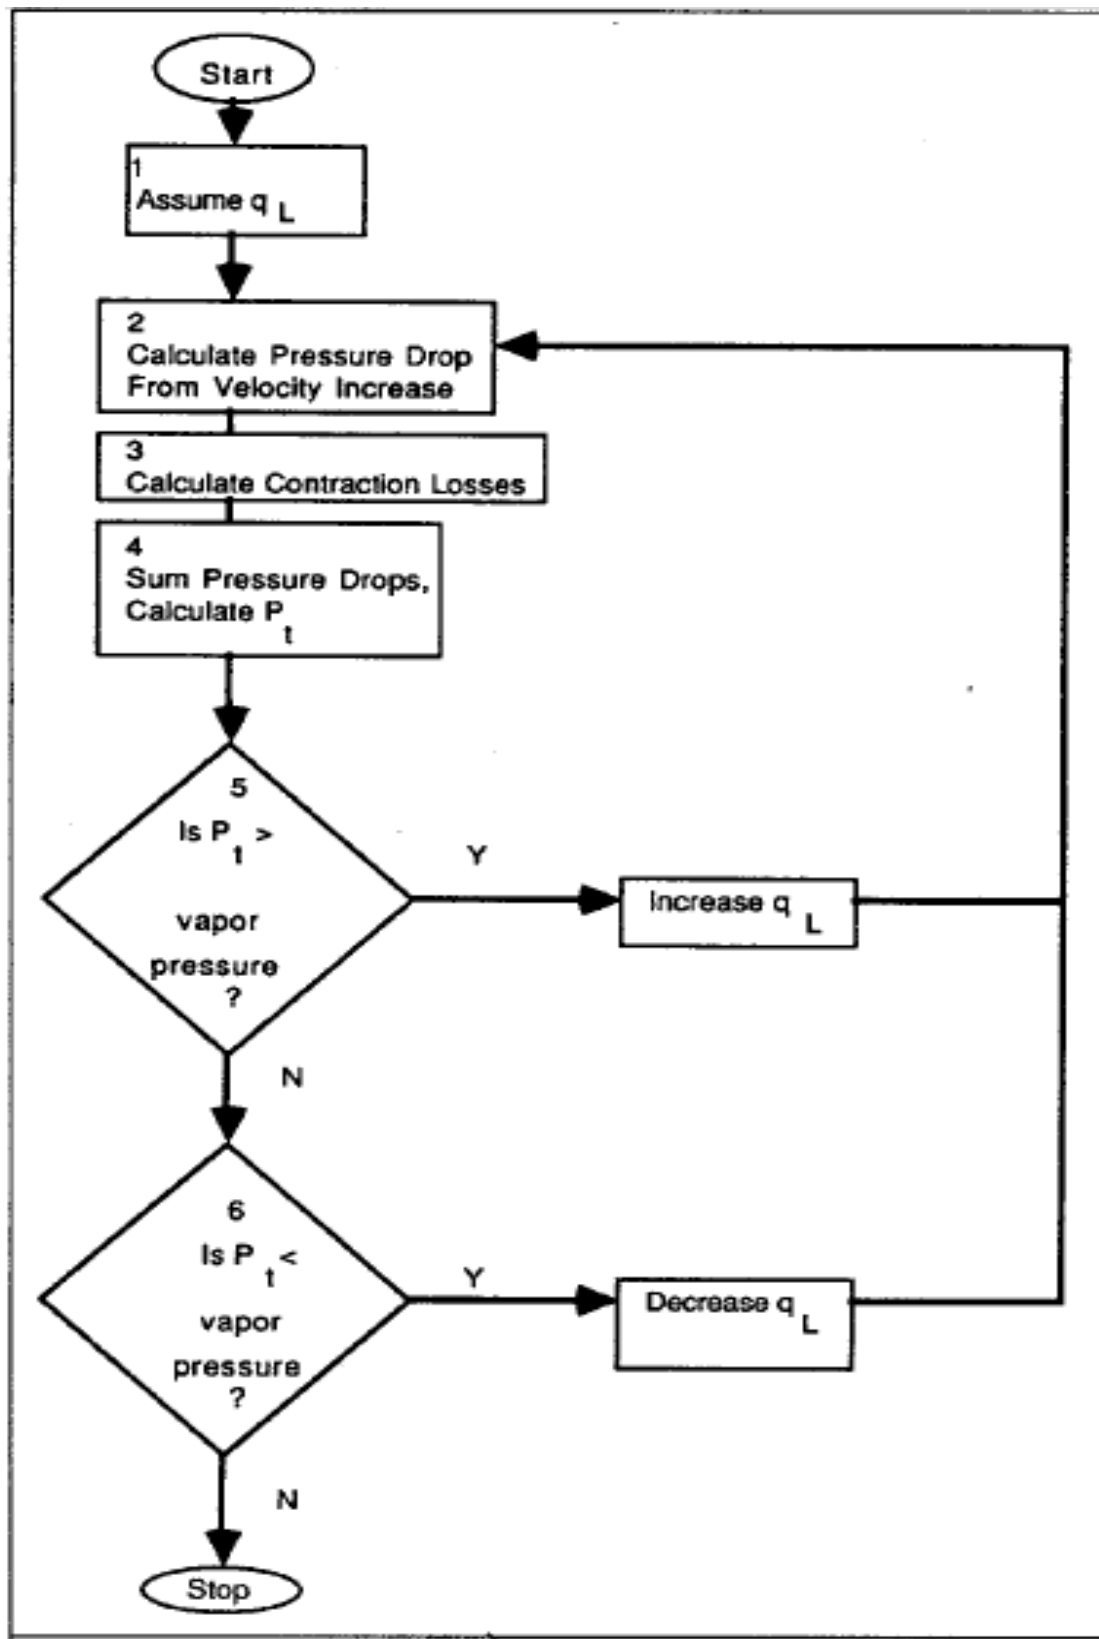 Start
1
Assume q L
2
Calculate Pressure Drop
From Velocity Increase
3
Calculate Contraction Losses
4
Sum Pressure Drops,
Calculate P t
5
Is P t >
vapor
pressure
?
Y
Increase q L
N
6
Is P t <
vapor
pressure
?
Y
Decrease q L
N
Stop